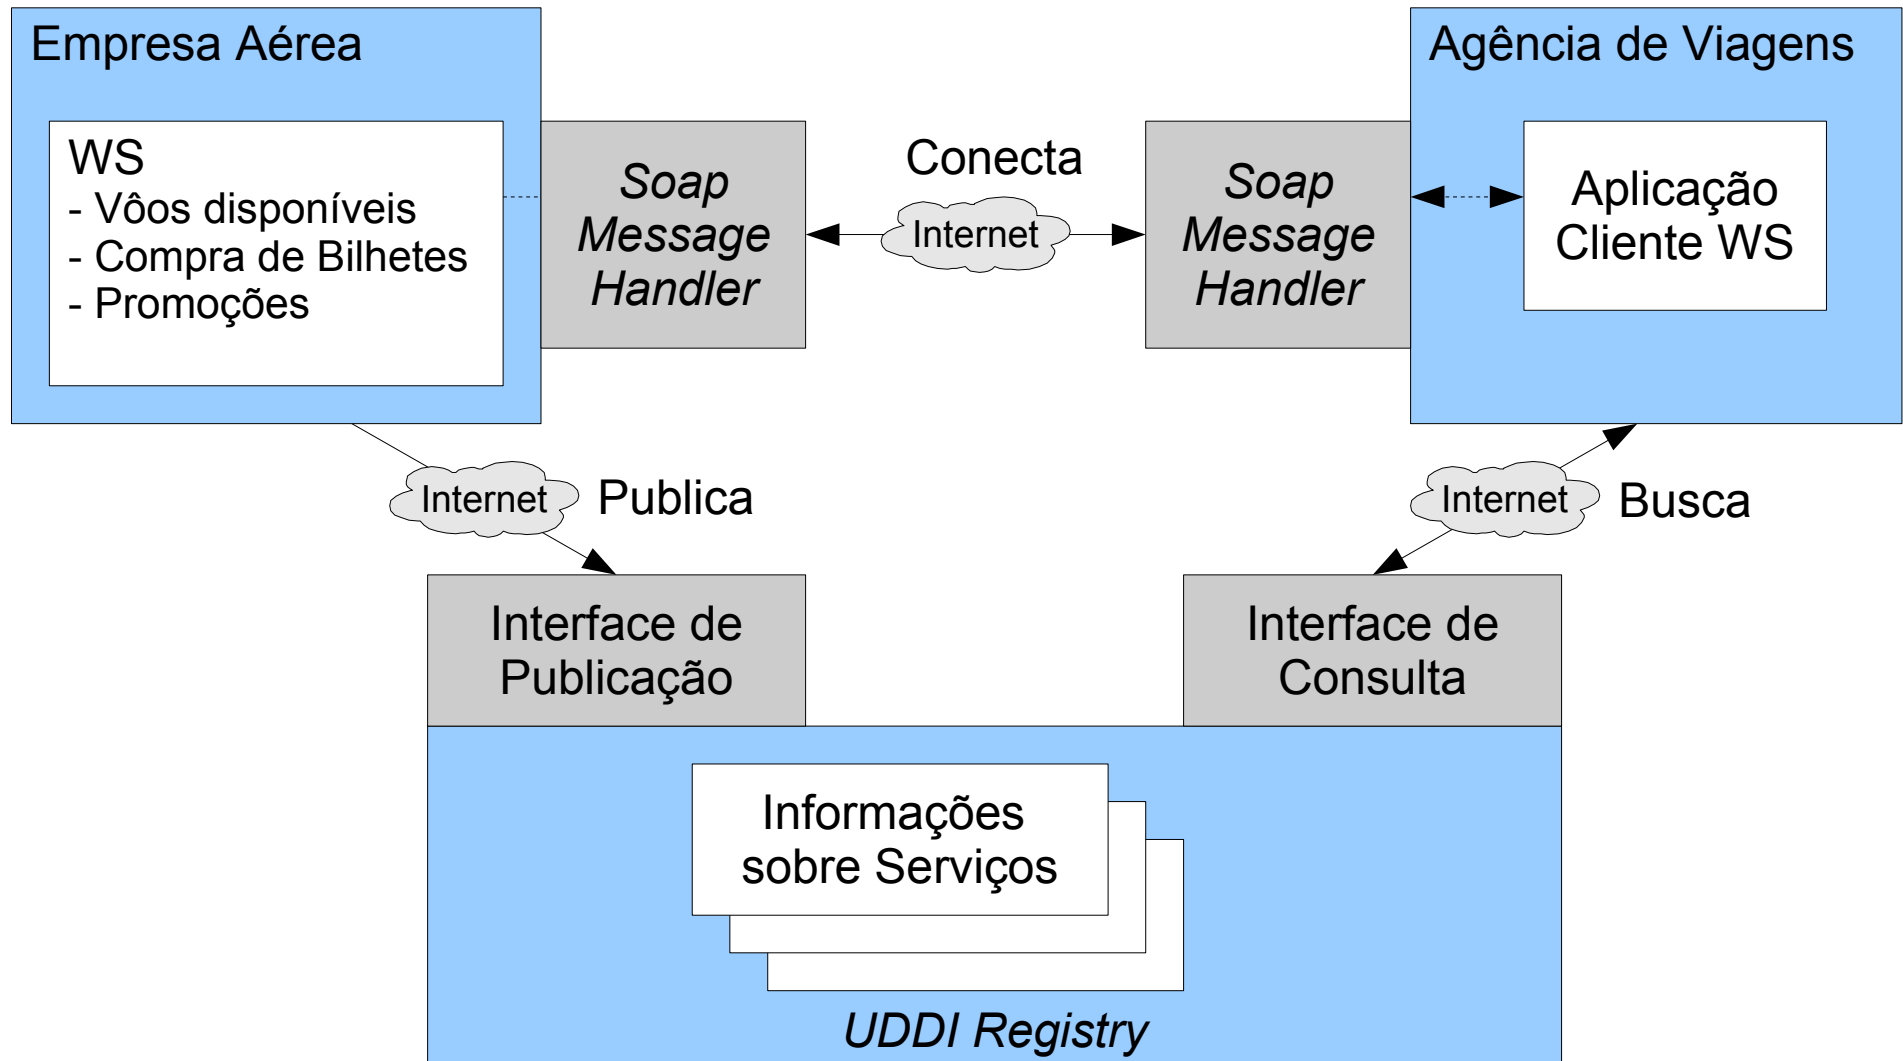 Empresa Aérea
WS
- Vôos disponíveis
- Compra de Bilhetes
- Promoções
Soap
Message
Handler
Conecta
Internet
Soap
Message
Handler
Agência de Viagens
Aplicação
Cliente WS
Internet
Publica
Internet
Busca
Interface de
Publicação
Interface de
Consulta
Informações
sobre Serviços
UDDI Registry